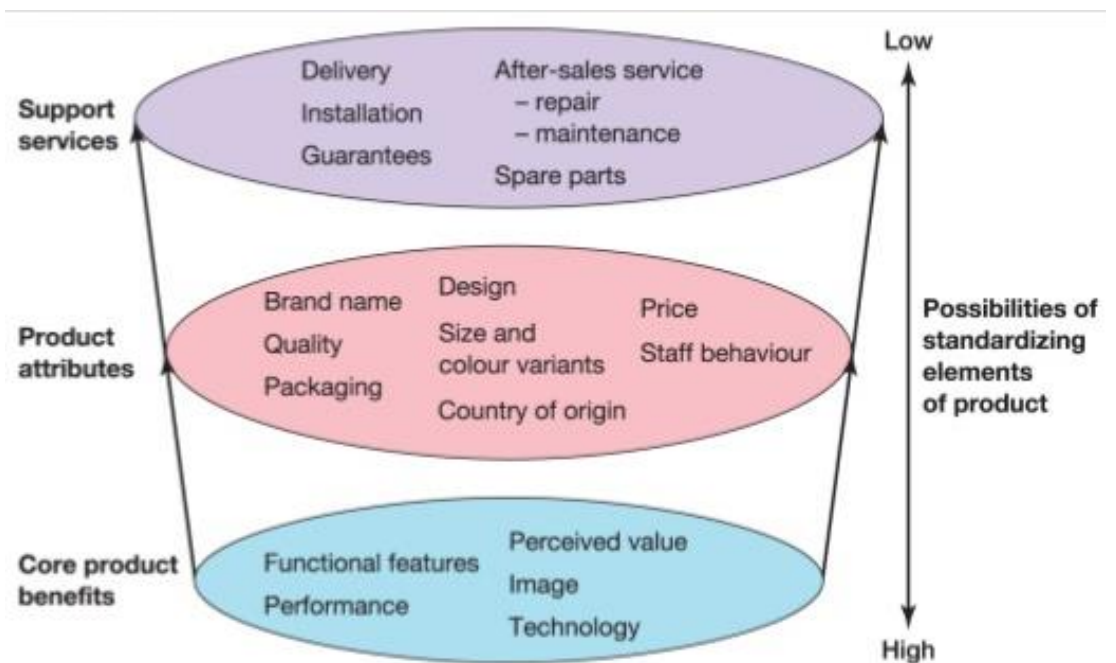 Low
Support
services
Delivery
Installation
Guarantees
After-sales service
– repair
– maintenance
Spare parts
Product
attributes
Brand name
Quality
Packaging
Design
Size and
colour variants
Country of origin
Price
Staff behaviour
Possibilities of
standardizing
elements
of product
Core product
benefits
Functional features
Performance
Perceived value
Image
Technology
High